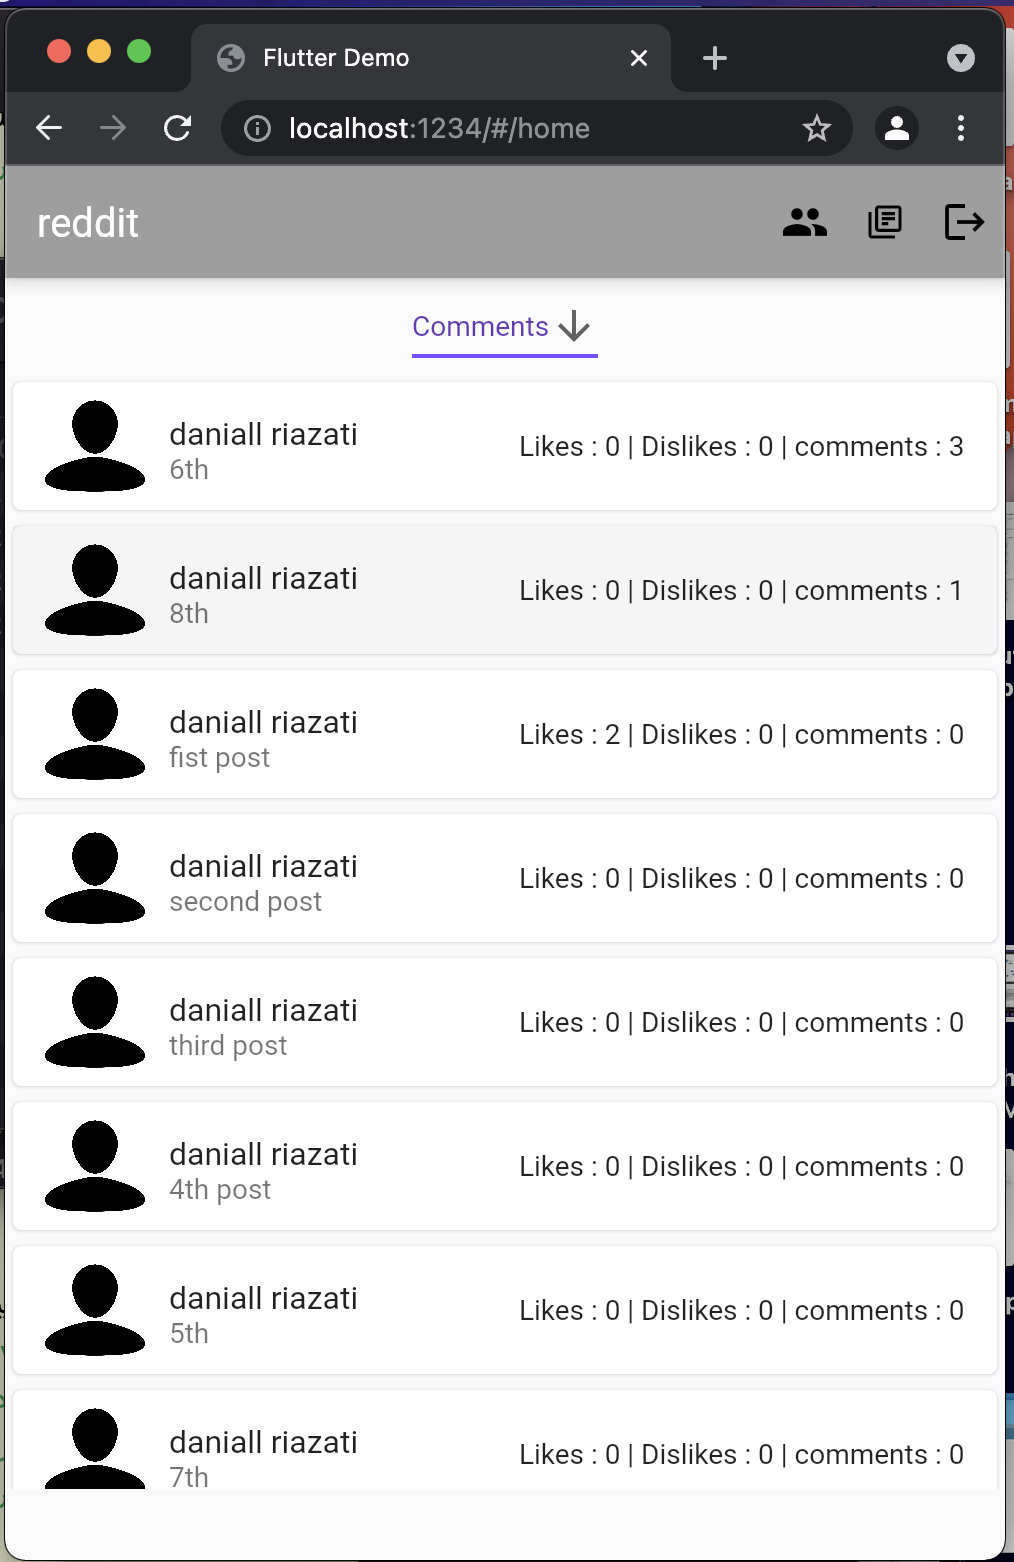 Flutter Demo
localhost:1234/#/home
reddit
Comments
daniall riazati
6th
Likes : 0 | Dislikes : 0 | comments : 3
daniall riazati
8th
Likes : 0 | Dislikes : 0 | comments : 1
daniall riazati
fist post
Likes : 2 | Dislikes : 0 | comments : 0
daniall riazati
second post
Likes : 0 | Dislikes : 0 | comments : 0
daniall riazati
third post
Likes : 0 | Dislikes : 0 | comments : 0
daniall riazati
4th post
Likes : 0 | Dislikes : 0 | comments : 0
daniall riazati
5th
Likes : 0 | Dislikes : 0 | comments : 0
daniall riazati
7th
Likes : 0 | Dislikes : 0 | comments : 0